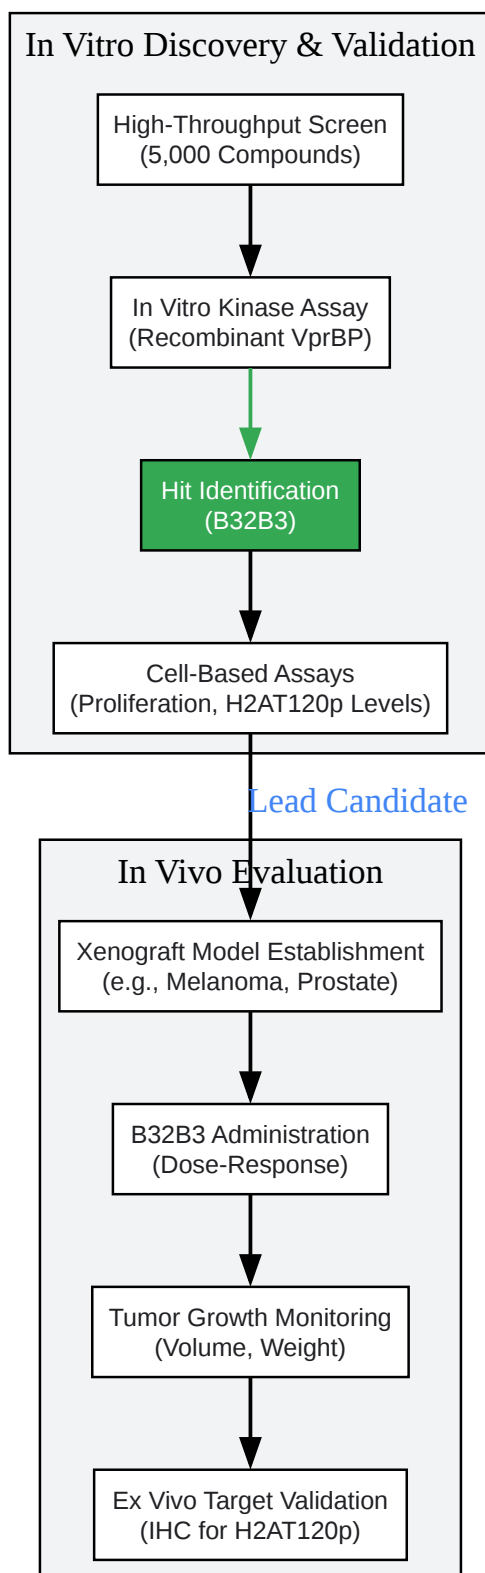 In Vitro Discovery & Validation
High-Throughput Screen
(5,000 Compounds)
In Vitro Kinase Assay
(Recombinant VprBP)
Hit Identification
(B32B3)
Cell-Based Assays
(Proliferation, H2AT120p Levels)
Lead Candidate
In Vivo Evaluation
Xenograft Model Establishment
(e.g., Melanoma, Prostate)
B32B3 Administration
(Dose-Response)
Tumor Growth Monitoring
(Volume, Weight)
Ex Vivo Target Validation
(IHC for H2AT120p)